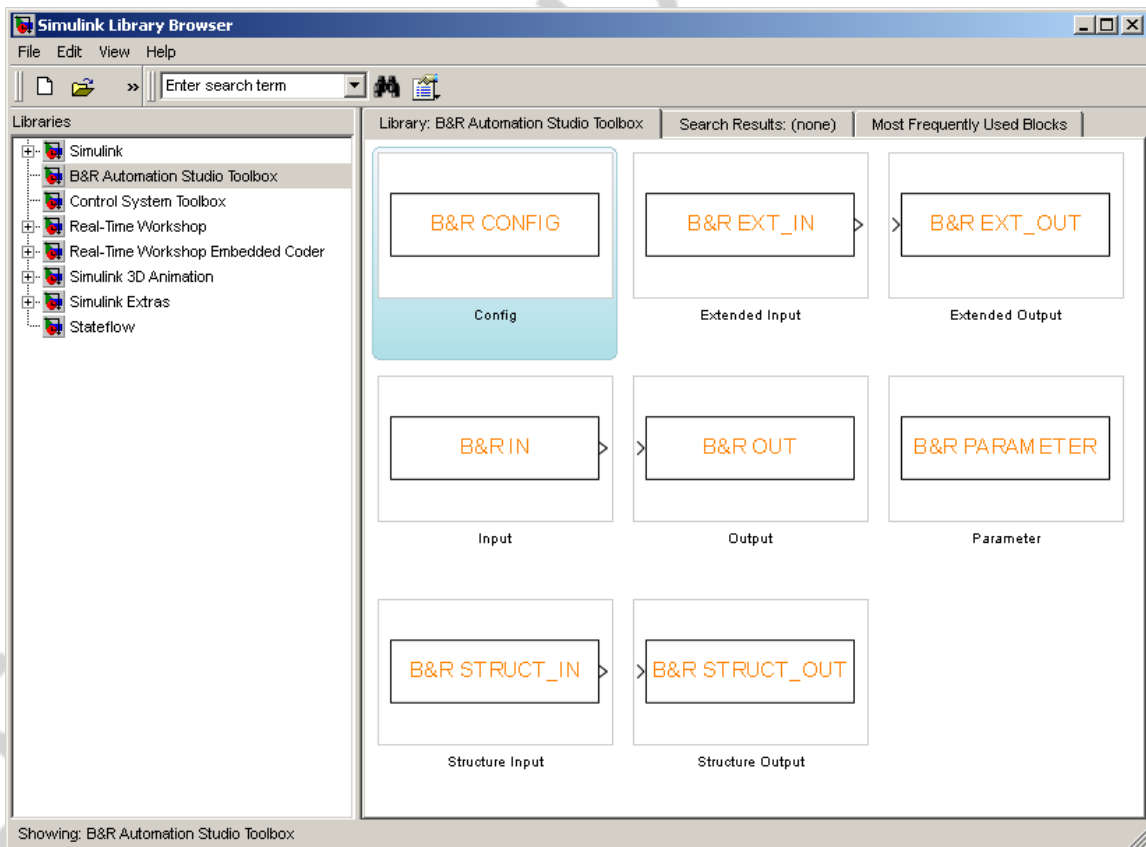 Simulink Library Browser
File Edit View Help
» Enter search term
Libraries
Simulink
B&R Automation Studio Toolbox
Control System Toolbox
Real-Time Workshop
Real-Time Workshop Embedded Coder
Simulink 3D Animation
Simulink Extras
Stateflow
Library: B&R Automation Studio Toolbox Search Results: (none) Most Frequently Used Blocks
B&R CONFIG B&R EXT_IN B&R EXT_OUT
Config Extended Input Extended Output
B&R IN B&R OUT B&R PARAMETER
Input Output Parameter
B&R STRUCT_IN B&R STRUCT_OUT
Structure Input Structure Output
Showing: B&R Automation Studio Toolbox